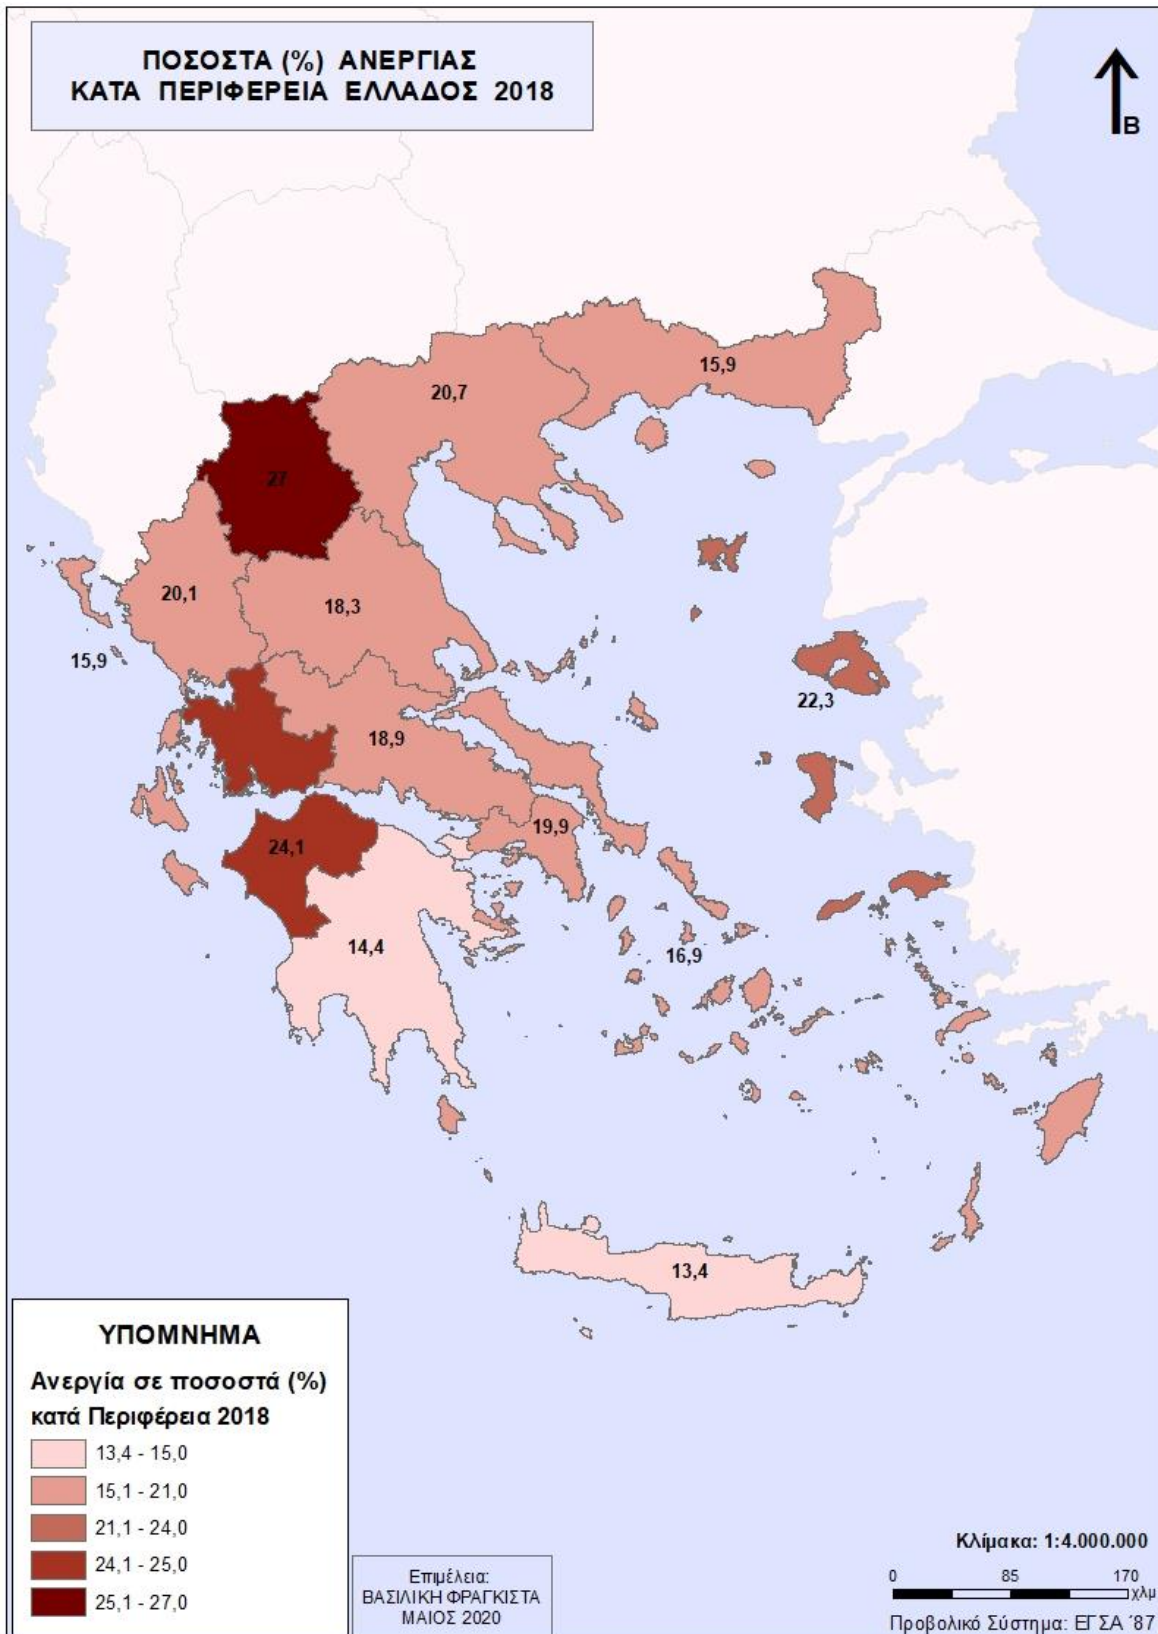 ΠΟΣΟΣΤΑ (%) ΑΝΕΡΓΙΑΣ
ΚΑΤΑ ΠΕΡΙΦΕΡΕΙΑ ΕΛΛΑΔΟΣ 2018
Β
15,9
20,7
27
20,1
18,3
15,9
22,3
18,9
19,9
24,1
14,4
16,9
13,4
ΥΠΟΜΝΗΜΑ
Ανεργία σε ποσοστά (%)
κατά Περιφέρεια 2018
13,4 - 15,0
15,1 - 21,0
21,1 - 24,0
24,1 - 25,0
25,1 - 27,0
Επιμέλεια:
ΒΑΣΙΛΙΚΗ ΦΡΑΓΚΙΣΤΑ
ΜΑΙΟΣ 2020
Κλίμακα: 1:4.000.000
0 85 170
χλμ
Προβολικό Σύστημα: ΕΓΣΑ ΄87